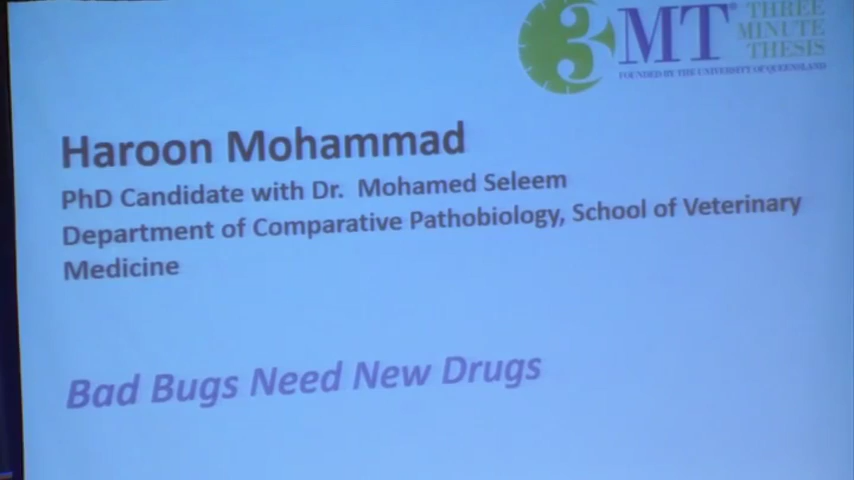 3MT® THREE
MINUTE
THESIS
FOUNDED BY THE UNIVERSITY OF QUEENSLAND
Haroon Mohammad
PhD Candidate with Dr. Mohamed Seleem
Department of Comparative Pathobiology, School of Veterinary
Medicine
Bad Bugs Need New Drugs